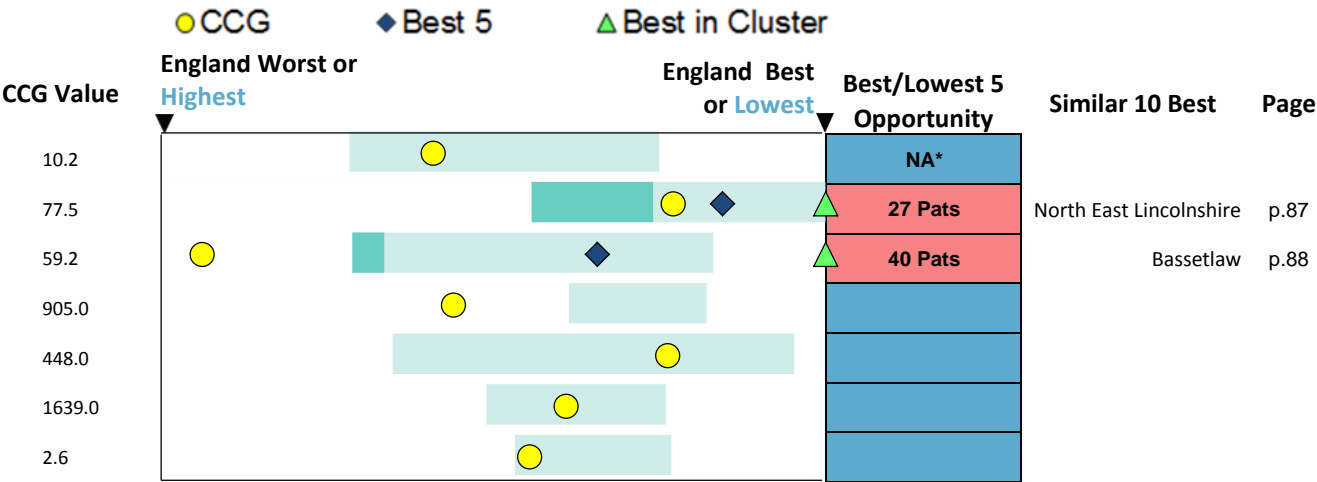 CCG Best 5 Best in Cluster
CCG Value
England Worst or
Highest
England Best
or Lowest
Best/Lowest 5
Opportunity
Similar 10 Best
Page
10.2 NA*
77.5 27 Pats North East Lincolnshire p.87
59.2 40 Pats Bassetlaw p.88
905.0
448.0
1639.0
2.6